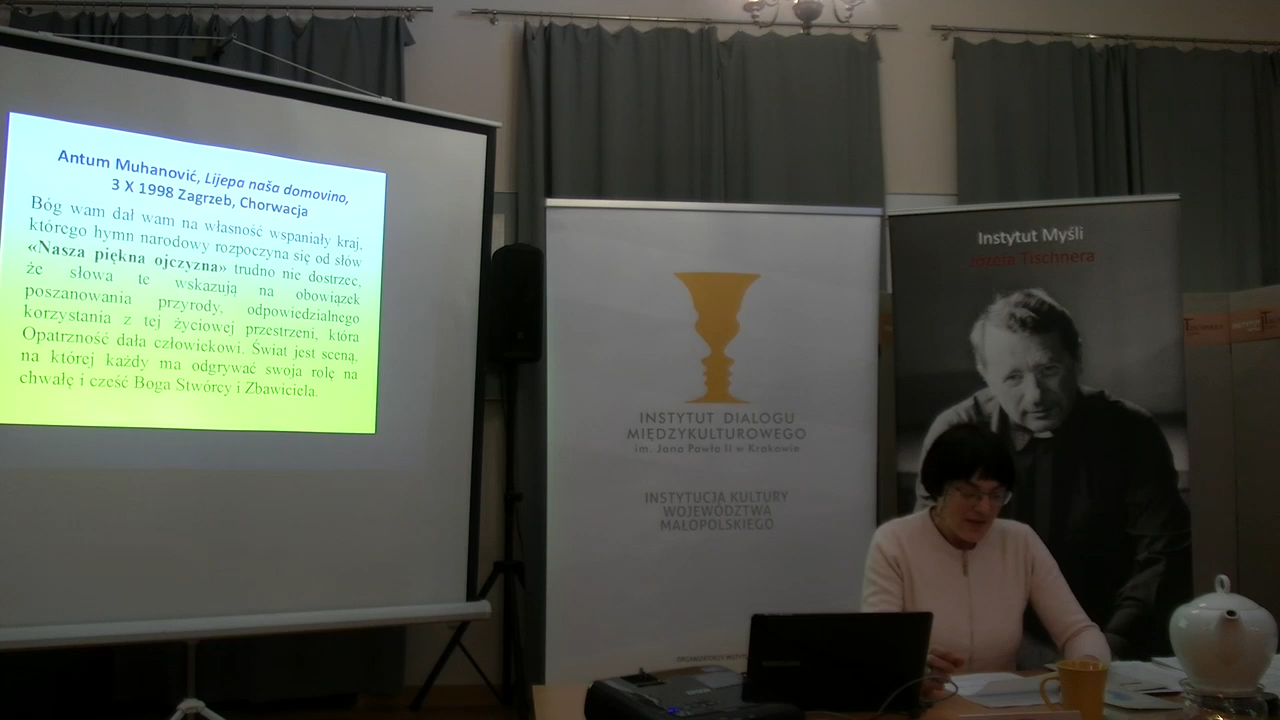 Antum Muhanović, Lijepa naša domovino,
3 X 1998 Zagrzeb, Chorwacja
Bóg wam dał wam na własność wspaniały kraj,
którego hymn narodowy rozpoczyna się od słów
«Nasza piękna ojczyzna» trudno nie dostrzec,
że słowa te wskazują na obowiązek
poszanowania przyrody, odpowiedzialnego
korzystania z tej życiowej przestrzeni, która
Opatrzność dała człowiekowi. Świat jest sceną,
na której każdy ma odgrywać swoja rolę na
chwałę i cześć Boga Stwórcy i Zbawiciela.
INSTYTUT DIALOGU
MIĘDZYKULTUROWEGO
im. Jana Pawła II w Krakowie
INSTYTUCJA KULTURY
WOJEWÓDZTWA
MAŁOPOLSKIEGO
Instytut Myśli
Józefa Tischnera